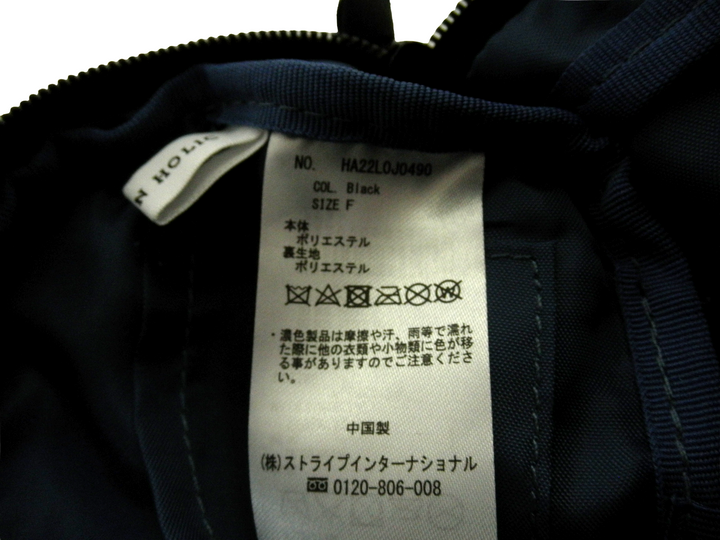 N HOLIC
NO. HA22L0J0490
COL. Black
SIZE F
本体
ポリエステル
裏生地
ポリエステル
・濃色製品は摩擦や汗、雨等で濡れ
た際に他の衣類や小物類に色が移
る事がありますのでご注意くださ
い。
中国製
(株)ストライプインターナショナル
0120-806-008